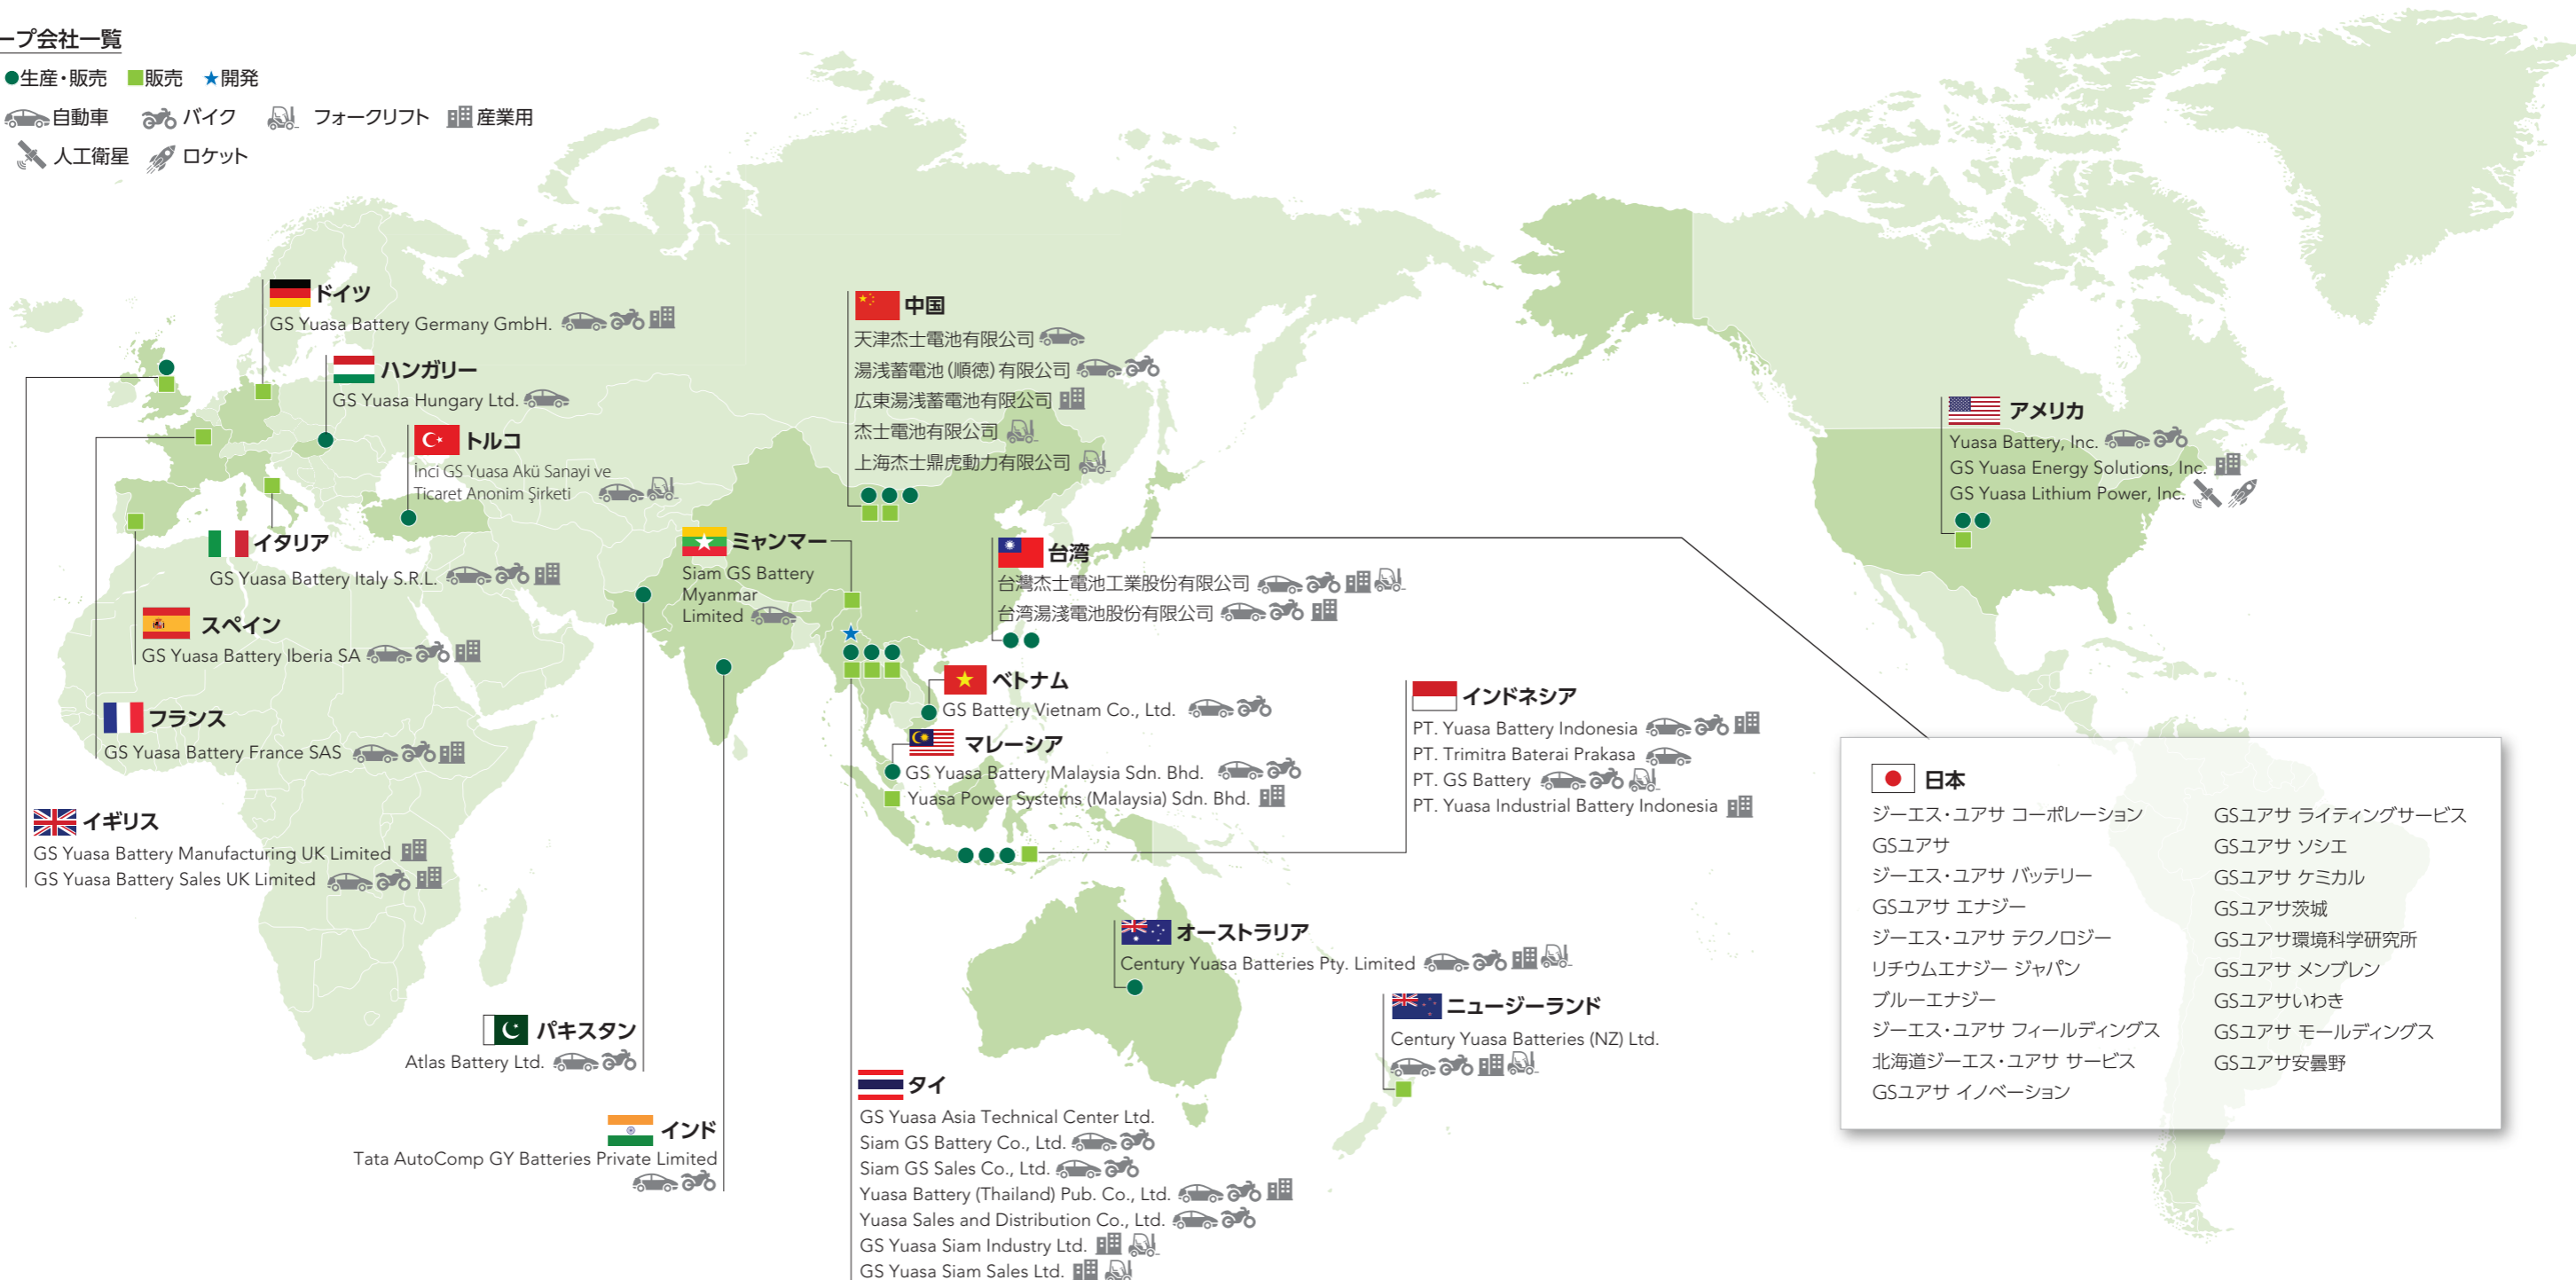 ープ会社一覧
●生産・販売 ■販売 ★開発
自動車 バイク フォークリフト 産業用
人工衛星 ロケット
ドイツ
GS Yuasa Battery Germany GmbH.
ハンガリー
GS Yuasa Hungary Ltd.
トルコ
İnci GS Yuasa Akü Sanayi ve
Ticaret Anonim Şirketi
イタリア
GS Yuasa Battery Italy S.R.L.
スペイン
GS Yuasa Battery Iberia SA
フランス
GS Yuasa Battery France SAS
イギリス
GS Yuasa Battery Manufacturing UK Limited
GS Yuasa Battery Sales UK Limited
パキスタン
Atlas Battery Ltd.
インド
Tata AutoComp GY Batteries Private Limited
中国
天津杰士電池有限公司
湯浅蓄電池(順徳)有限公司
広東湯浅蓄電池有限公司
杰士電池有限公司
上海杰士鼎虎動力有限公司
ミャンマー
Siam GS Battery
Myanmar
Limited
台湾
台灣杰士電池工業股份有限公司
台湾湯淺電池股份有限公司
ベトナム
GS Battery Vietnam Co., Ltd.
マレーシア
GS Yuasa Battery Malaysia Sdn. Bhd.
Yuasa Power Systems (Malaysia) Sdn. Bhd.
インドネシア
PT. Yuasa Battery Indonesia
PT. Trimitra Baterai Prakasa
PT. GS Battery
PT. Yuasa Industrial Battery Indonesia
オーストラリア
Century Yuasa Batteries Pty. Limited
ニュージーランド
Century Yuasa Batteries (NZ) Ltd.
タイ
GS Yuasa Asia Technical Center Ltd.
Siam GS Battery Co., Ltd.
Siam GS Sales Co., Ltd.
Yuasa Battery (Thailand) Pub. Co., Ltd.
Yuasa Sales and Distribution Co., Ltd.
GS Yuasa Siam Industry Ltd.
GS Yuasa Siam Sales Ltd.
アメリカ
Yuasa Battery, Inc.
GS Yuasa Energy Solutions, Inc.
GS Yuasa Lithium Power, Inc.
日本
ジーエス・ユアサ コーポレーション
GSユアサ
ジーエス・ユアサ バッテリー
GSユアサ エナジー
ジーエス・ユアサ テクノロジー
リチウムエナジー ジャパン
ブルーエナジー
ジーエス・ユアサ フィールディングス
北海道ジーエス・ユアサ サービス
GSユアサ イノベーション
GSユアサ ライティングサービス
GSユアサ ソシエ
GSユアサ ケミカル
GSユアサ茨城
GSユアサ環境科学研究所
GSユアサ メンブレン
GSユアサいわき
GSユアサ モールディングス
GSユアサ安曇野